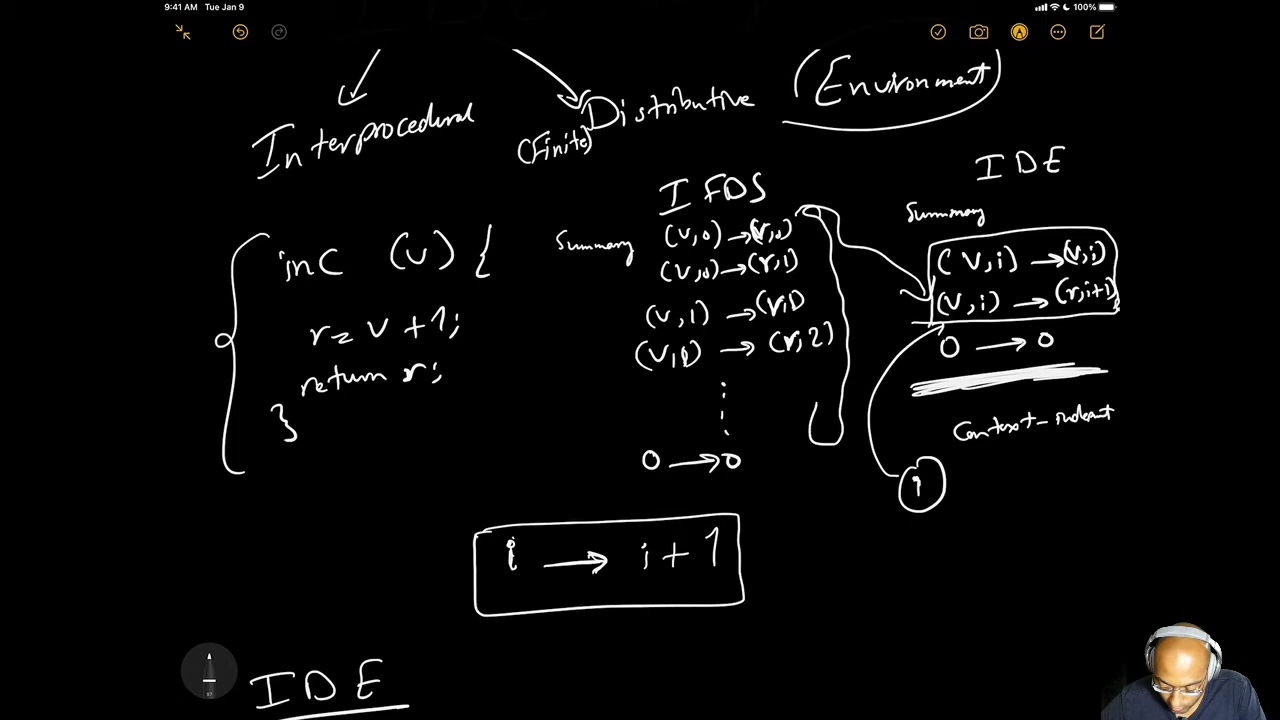 9:41 AM Tue Jan 9
100%
Interprocedural
Distributive
(Finite)
(Environment)
IFDS
IDE
Summary
Summary
inc (v) {
r = v + 1;
return r;
}
(v,0) → (v,0)
(v,0) → (r,1)
(v,1) → (v,1)
(v,1) → (r,2)
0 → 0
(v,i) → (v,i)
(v,i) → (r,i+1)
0 → 0
i
i → i + 1
IDE